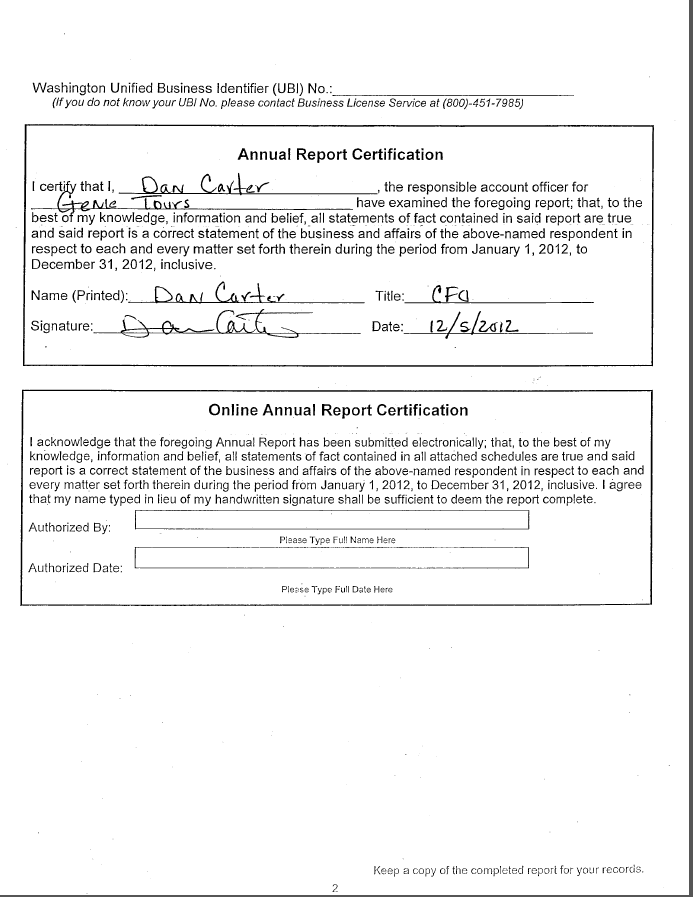 Washington Unified Business Identifier (UBI) No.:
(If you do not know your UBI No. please contact Business License Service at (800)-451-7985)
Annual Report Certification
I certify that I, Dan Carter, the responsible account officer for
Genie Tours have examined the foregoing report; that, to the
best of my knowledge, information and belief, all statements of fact contained in said report are true
and said report is a correct statement of the business and affairs of the above-named respondent in
respect to each and every matter set forth therein during the period from January 1, 2012, to
December 31, 2012, inclusive.
Name (Printed): Dan Carter Title: CFO
Signature: Dan Carter Date: 12/5/2012
Online Annual Report Certification
I acknowledge that the foregoing Annual Report has been submitted electronically; that, to the best of my
knowledge, information and belief, all statements of fact contained in all attached schedules are true and said
report is a correct statement of the business and affairs of the above-named respondent in respect to each and
every matter set forth therein during the period from January 1, 2012, to December 31, 2012, inclusive. I agree
that my name typed in lieu of my handwritten signature shall be sufficient to deem the report complete.
Authorized By:
Please Type Full Name Here
Authorized Date:
Please Type Full Date Here
Keep a copy of the completed report for your records.
2